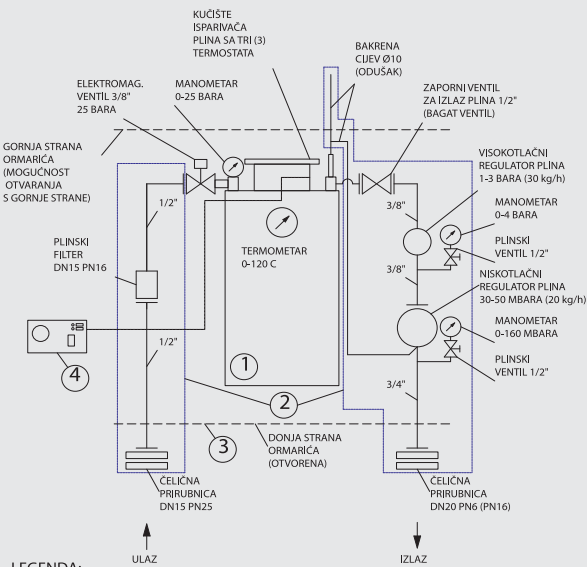 KUČIŠTE
ISPARIVAČA
PLINA SA TRI (3)
TERMOSTATA
BAKRENA
CIJEV Ø10
(ODUŠAK)
ELEKTROMAG.
VENTIL 3/8"
25 BARA
MANOMETAR
0-25 BARA
ZAPORNI VENTIL
ZA IZLAZ PLINA 1/2"
(BAGAT VENTIL)
GORNJA STRANA
ORMARIĆA
(MOGUĆNOST
OTVARANJA
S GORNJE STRANE)
VISOKOTLAČNI
REGULATOR PLINA
1-3 BARA (30 kg/h)
1/2"
3/8"
MANOMETAR
0-4 BARA
PLINSKI
FILTER
DN15 PN16
TERMOMETAR
0-120 C
PLINSKI
VENTIL 1/2"
3/8"
NISKOTLAČNI
REGULATOR PLINA
30-50 MBARA (20 kg/h)
MANOMETAR
0-160 MBARA
1/2"
PLINSKI
VENTIL 1/2"
4
1
3/4"
2
3
DONJA STRANA
ORMARIĆA
(OTVORENA)
ČELIČNA
PRIRUBNICA
DN15 PN25
ČELIČNA
PRIRUBNICA
DN20 PN6 (PN16)
ULAZ
IZLAZ
LEGENDA: